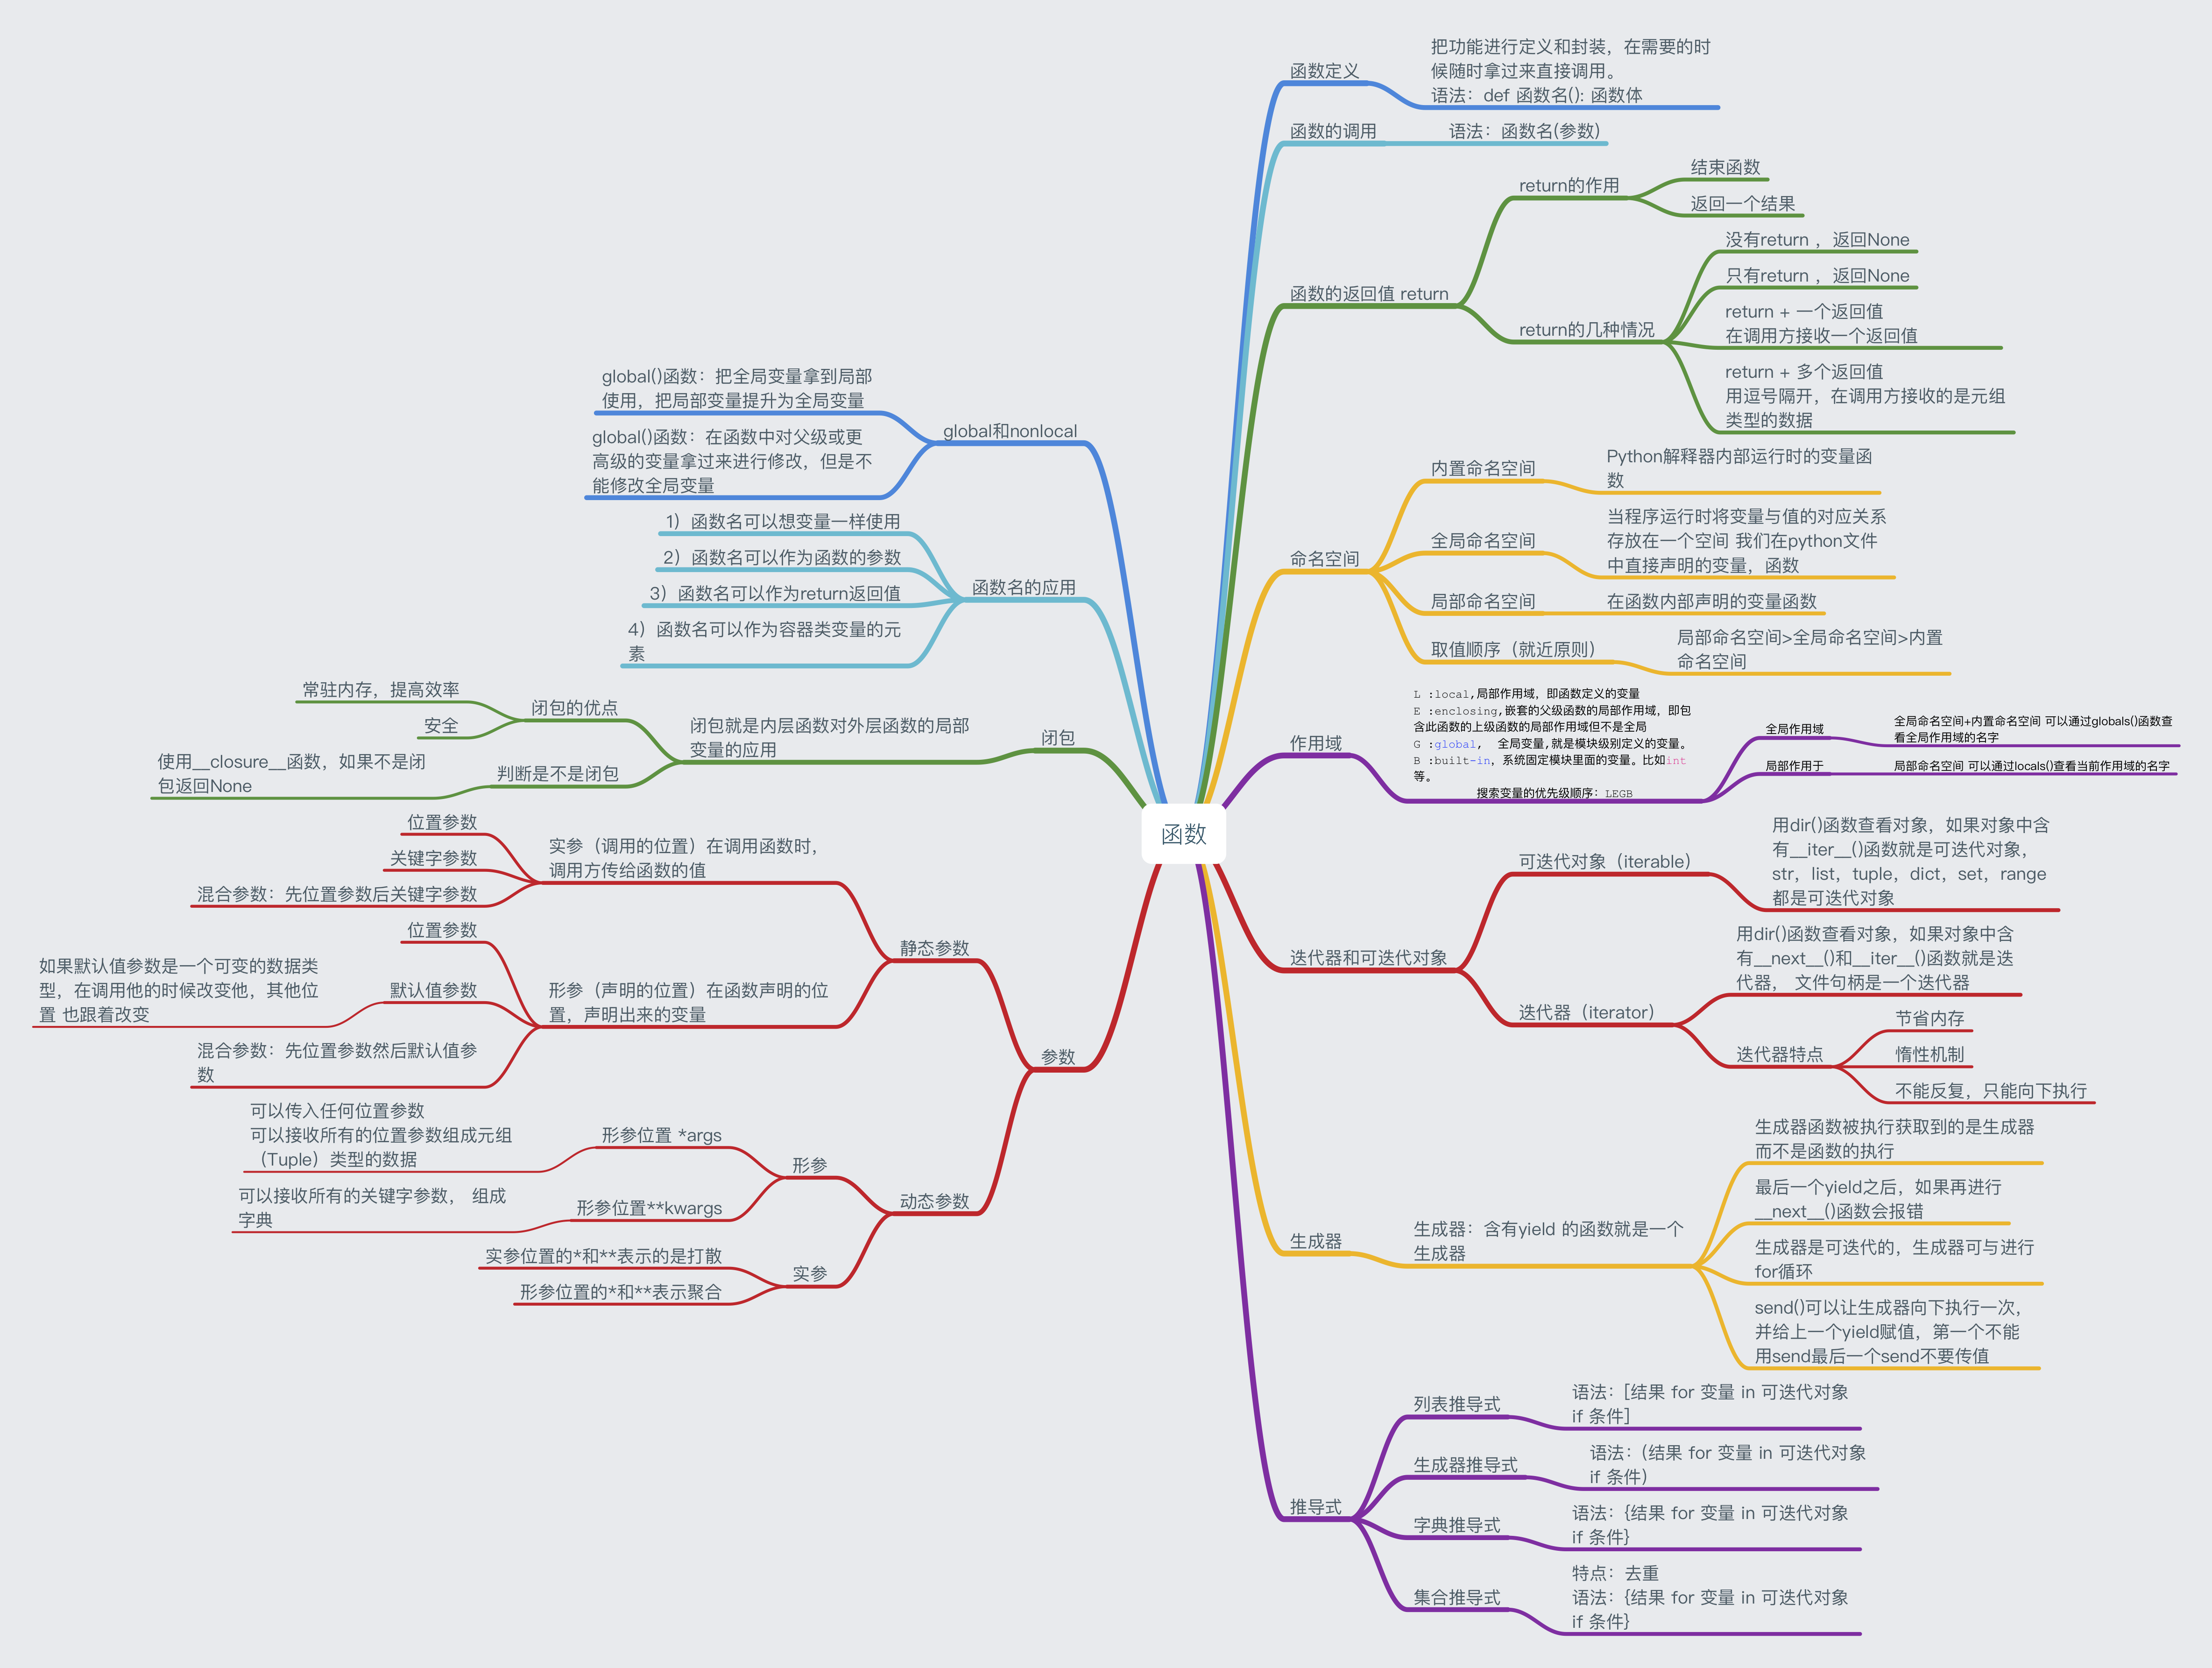 函数
函数定义
把功能进行定义和封装，在需要的时
候随时拿过来直接调用。
语法：def 函数名(): 函数体
函数的调用
语法：函数名(参数)
函数的返回值 return
return的作用
结束函数
返回一个结果
return的几种情况
没有return ，返回None
只有return ，返回None
return + 一个返回值
在调用方接收一个返回值
return + 多个返回值
用逗号隔开，在调用方接收的是元组
类型的数据
命名空间
内置命名空间
Python解释器内部运行时的变量函
数
全局命名空间
当程序运行时将变量与值的对应关系
存放在一个空间 我们在python文件
中直接声明的变量，函数
局部命名空间
在函数内部声明的变量函数
取值顺序（就近原则）
局部命名空间>全局命名空间>内置
命名空间
作用域
L :local,局部作用域，即函数定义的变量
E :enclosing,嵌套的父级函数的局部作用域，即包
含此函数的上级函数的局部作用域但不是全局
G :global， 全局变量,就是模块级别定义的变量。
B :built-in，系统固定模块里面的变量。比如int
等。
搜索变量的优先级顺序：LEGB
全局作用域
全局命名空间+内置命名空间 可以通过globals()函数查
看全局作用域的名字
局部作用于
局部命名空间 可以通过locals()查看当前作用域的名字
迭代器和可迭代对象
可迭代对象（iterable）
用dir()函数查看对象，如果对象中含
有__iter__()函数就是可迭代对象，
str，list，tuple，dict，set，range
都是可迭代对象
迭代器（iterator）
用dir()函数查看对象，如果对象中含
有__next__()和__iter__()函数就是迭
代器， 文件句柄是一个迭代器
迭代器特点
节省内存
惰性机制
不能反复，只能向下执行
生成器
生成器：含有yield 的函数就是一个
生成器
生成器函数被执行获取到的是生成器
而不是函数的执行
最后一个yield之后，如果再进行
__next__()函数会报错
生成器是可迭代的，生成器可与进行
for循环
send()可以让生成器向下执行一次，
并给上一个yield赋值，第一个不能
用send最后一个send不要传值
推导式
列表推导式
语法：[结果 for 变量 in 可迭代对象
if 条件]
生成器推导式
语法：(结果 for 变量 in 可迭代对象
if 条件)
字典推导式
语法：{结果 for 变量 in 可迭代对象
if 条件}
集合推导式
特点：去重
语法：{结果 for 变量 in 可迭代对象
if 条件}
global和nonlocal
global()函数：把全局变量拿到局部
使用，把局部变量提升为全局变量
global()函数：在函数中对父级或更
高级的变量拿过来进行修改，但是不
能修改全局变量
函数名的应用
1）函数名可以想变量一样使用
2）函数名可以作为函数的参数
3）函数名可以作为return返回值
4）函数名可以作为容器类变量的元
素
闭包
闭包就是内层函数对外层函数的局部
变量的应用
闭包的优点
常驻内存，提高效率
安全
判断是不是闭包
使用__closure__函数，如果不是闭
包返回None
参数
静态参数
实参（调用的位置）在调用函数时，
调用方传给函数的值
位置参数
关键字参数
混合参数：先位置参数后关键字参数
形参（声明的位置）在函数声明的位
置，声明出来的变量
位置参数
默认值参数
如果默认值参数是一个可变的数据类
型，在调用他的时候改变他，其他位
置 也跟着改变
混合参数：先位置参数然后默认值参
数
动态参数
形参
形参位置 *args
可以传入任何位置参数
可以接收所有的位置参数组成元组
（Tuple）类型的数据
形参位置**kwargs
可以接收所有的关键字参数， 组成
字典
实参
实参位置的*和**表示的是打散
形参位置的*和**表示聚合